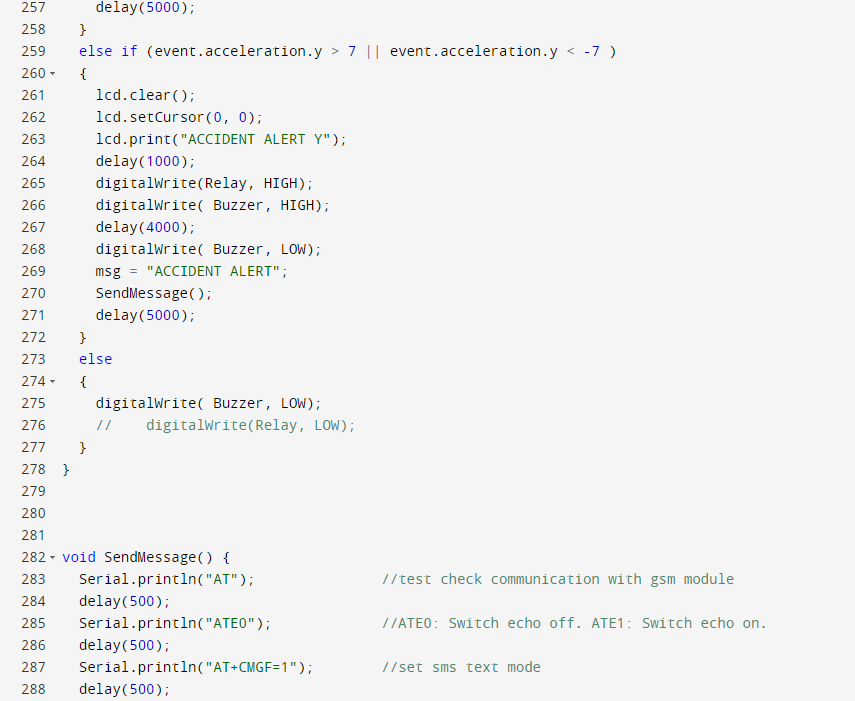 257 delay(5000);
258 }
259 else if (event.acceleration.y > 7 || event.acceleration.y < -7 )
260 {
261 lcd.clear();
262 lcd.setCursor(0, 0);
263 lcd.print("ACCIDENT ALERT Y");
264 delay(1000);
265 digitalWrite(Relay, HIGH);
266 digitalWrite( Buzzer, HIGH);
267 delay(4000);
268 digitalWrite( Buzzer, LOW);
269 msg = "ACCIDENT ALERT";
270 SendMessage();
271 delay(5000);
272 }
273 else
274 {
275 digitalWrite( Buzzer, LOW);
276 //    digitalWrite(Relay, LOW);
277 }
278 }
279
280
281
282 void SendMessage() {
283 Serial.println("AT"); //test check communication with gsm module
284 delay(500);
285 Serial.println("ATE0"); //ATE0: Switch echo off. ATE1: Switch echo on.
286 delay(500);
287 Serial.println("AT+CMGF=1"); //set sms text mode
288 delay(500);